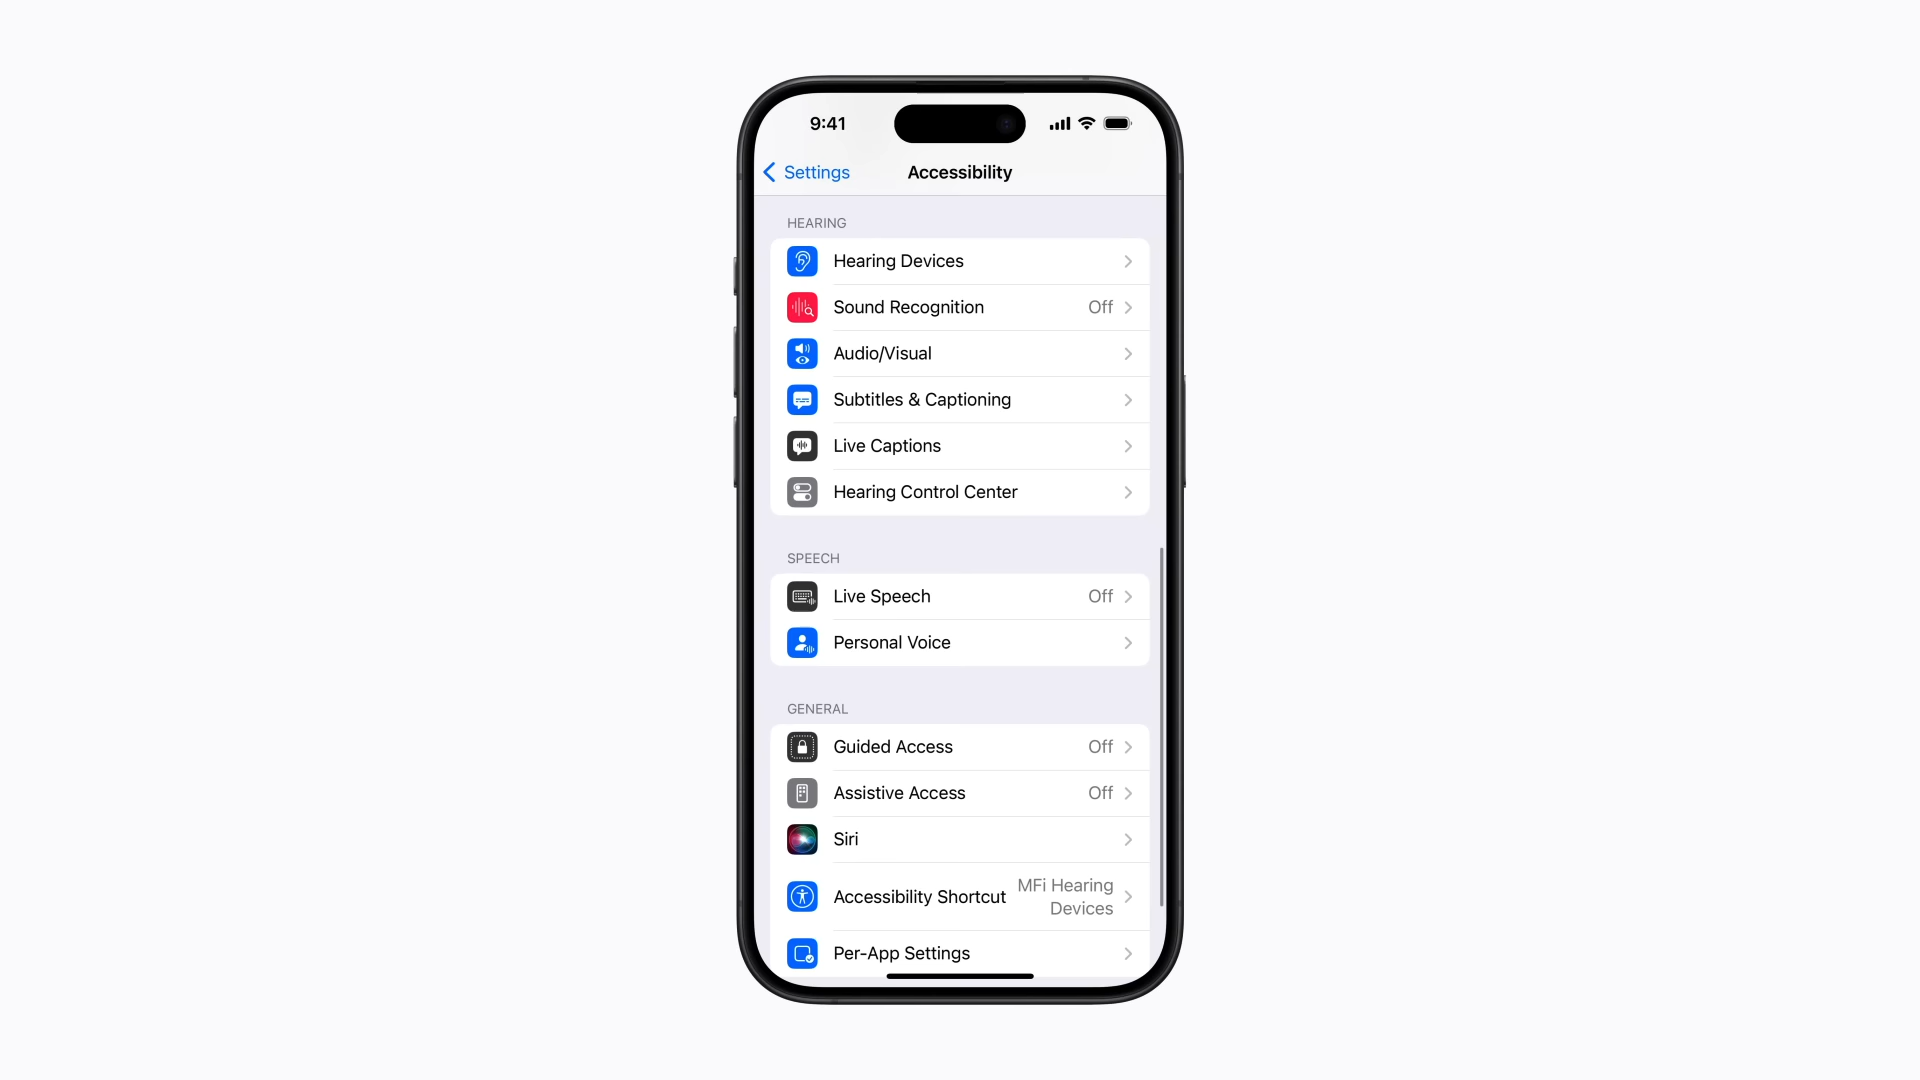 9:41
Settings
Accessibility
HEARING
Hearing Devices
Sound Recognition Off
Audio/Visual
Subtitles & Captioning
Live Captions
Hearing Control Center
SPEECH
Live Speech Off
Personal Voice
GENERAL
Guided Access Off
Assistive Access Off
Siri
Accessibility Shortcut MFi Hearing
Devices
Per-App Settings